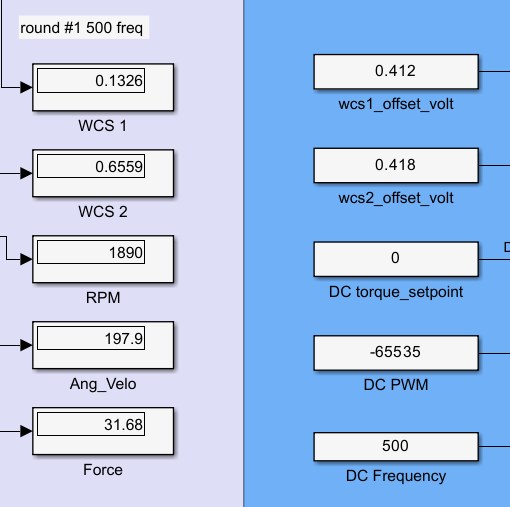 round #1 500 freq
0.1326
WCS 1
0.6559
WCS 2
1890
RPM
197.9
Ang_Velo
31.68
Force
0.412
wcs1_offset_volt
0.418
wcs2_offset_volt
0
DC torque_setpoint
-65535
DC PWM
500
DC Frequency